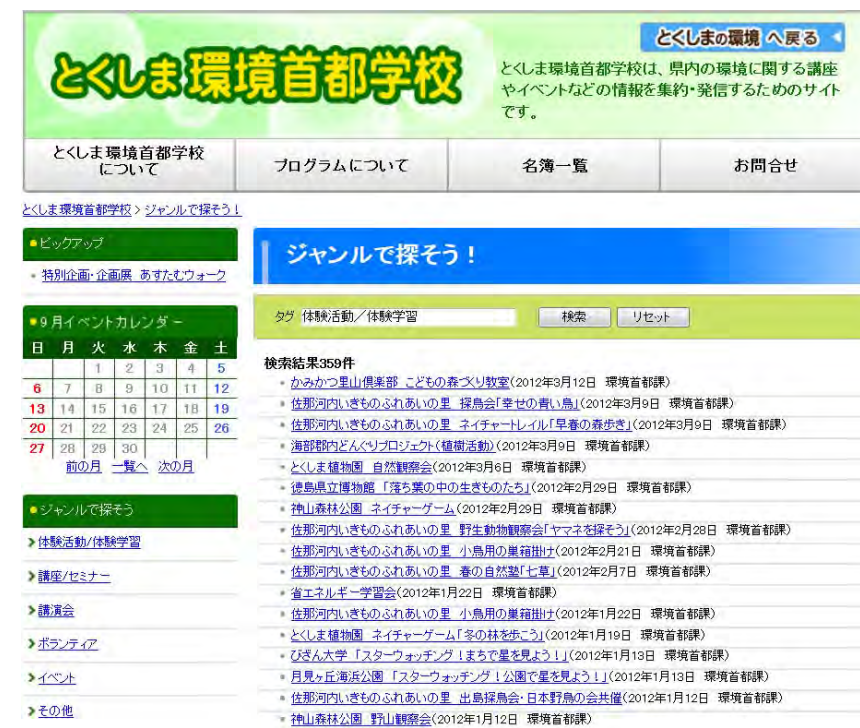 とくしま環境首都学校
とくしまの環境 へ戻る
とくしま環境首都学校は、県内の環境に関する講座
やイベントなどの情報を集約・発信するためのサイト
です。
とくしま環境首都学校
について
プログラムについて
名簿一覧
お問合せ
とくしま環境首都学校 > ジャンルで探そう!
ピックアップ
特別企画・企画展 あすたむウォーク
9月イベントカレンダー
日 月 火 水 木 金 土
1 2 3 4 5
6 7 8 9 10 11 12
13 14 15 16 17 18 19
20 21 22 23 24 25 26
27 28 29 30
前の月 一覧へ 次の月
ジャンルで探そう
体験活動/体験学習
講座/セミナー
講演会
ボランティア
イベント
その他
ジャンルで探そう!
タグ 体験活動/体験学習 検索 リセット
検索結果359件
かみかつ里山倶楽部 こどもの森づくり教室(2012年3月12日 環境首都課)
佐那河内いきものふれあいの里 探鳥会「幸せの青い鳥」(2012年3月9日 環境首都課)
佐那河内いきものふれあいの里 ネイチャートレイル「早春の森歩き」(2012年3月9日 環境首都課)
海部郡内どんぐりプロジェクト(植樹活動)(2012年3月9日 環境首都課)
とくしま植物園 自然観察会(2012年3月6日 環境首都課)
徳島県立博物館 「落ち葉の中の生きものたち」(2012年2月29日 環境首都課)
神山森林公園 ネイチャーゲーム(2012年2月29日 環境首都課)
佐那河内いきものふれあいの里 野生動物観察会「ヤマネを探そう」(2012年2月28日 環境首都課)
佐那河内いきものふれあいの里 小鳥用の巣箱掛け(2012年2月21日 環境首都課)
佐那河内いきものふれあいの里 春の自然塾「七草」(2012年2月7日 環境首都課)
省エネルギー学習会(2012年1月22日 環境首都課)
佐那河内いきものふれあいの里 小鳥用の巣箱掛け(2012年1月22日 環境首都課)
とくしま植物園 ネイチャーゲーム「冬の林を歩こう」(2012年1月19日 環境首都課)
びざん大学 「スターウォッチング!まちで星を見よう!」(2012年1月13日 環境首都課)
月見ヶ丘海浜公園 「スターウォッチング!公園で星を見よう!」(2012年1月13日 環境首都課)
佐那河内いきものふれあいの里 出島探鳥会・日本野鳥の会共催(2012年1月12日 環境首都課)
神山森林公園 野山観察会(2012年1月12日 環境首都課)